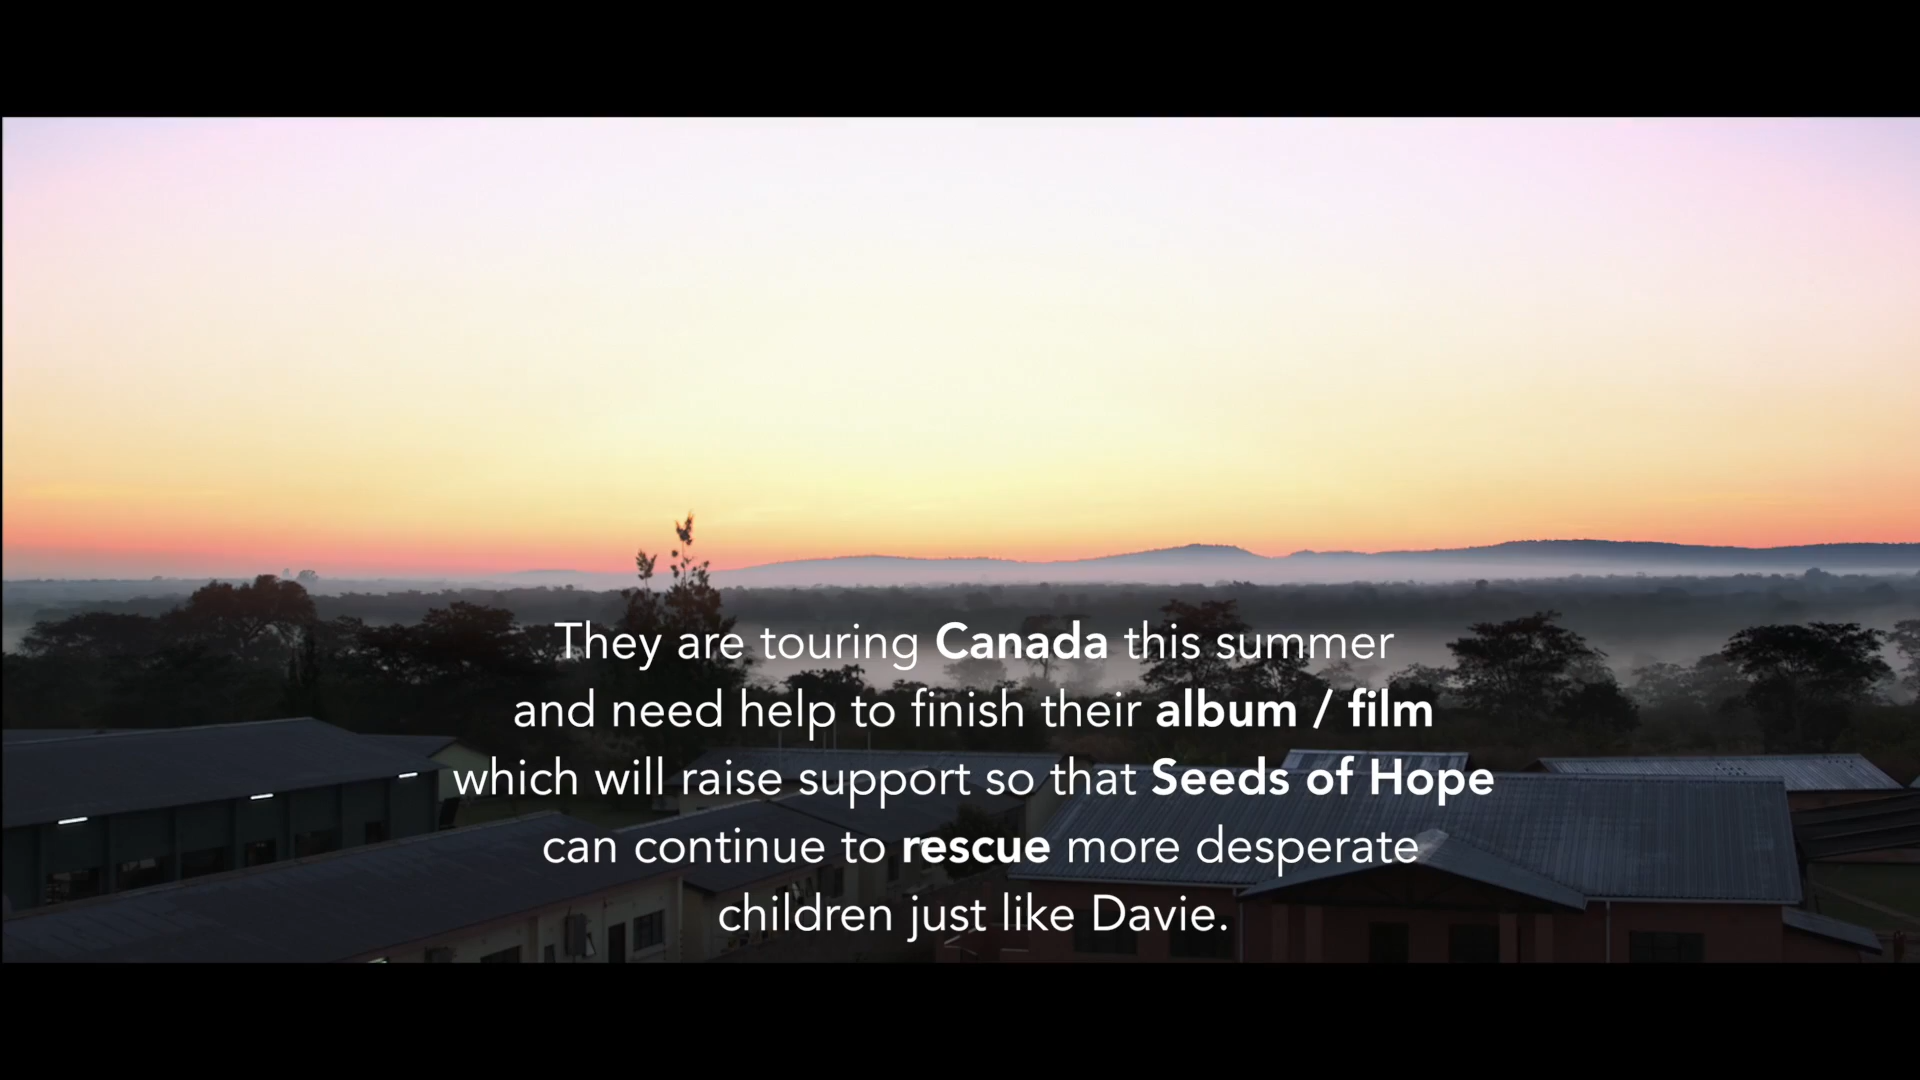 They are touring Canada this summer
and need help to finish their album / film
which will raise support so that Seeds of Hope
can continue to rescue more desperate
children just like Davie.